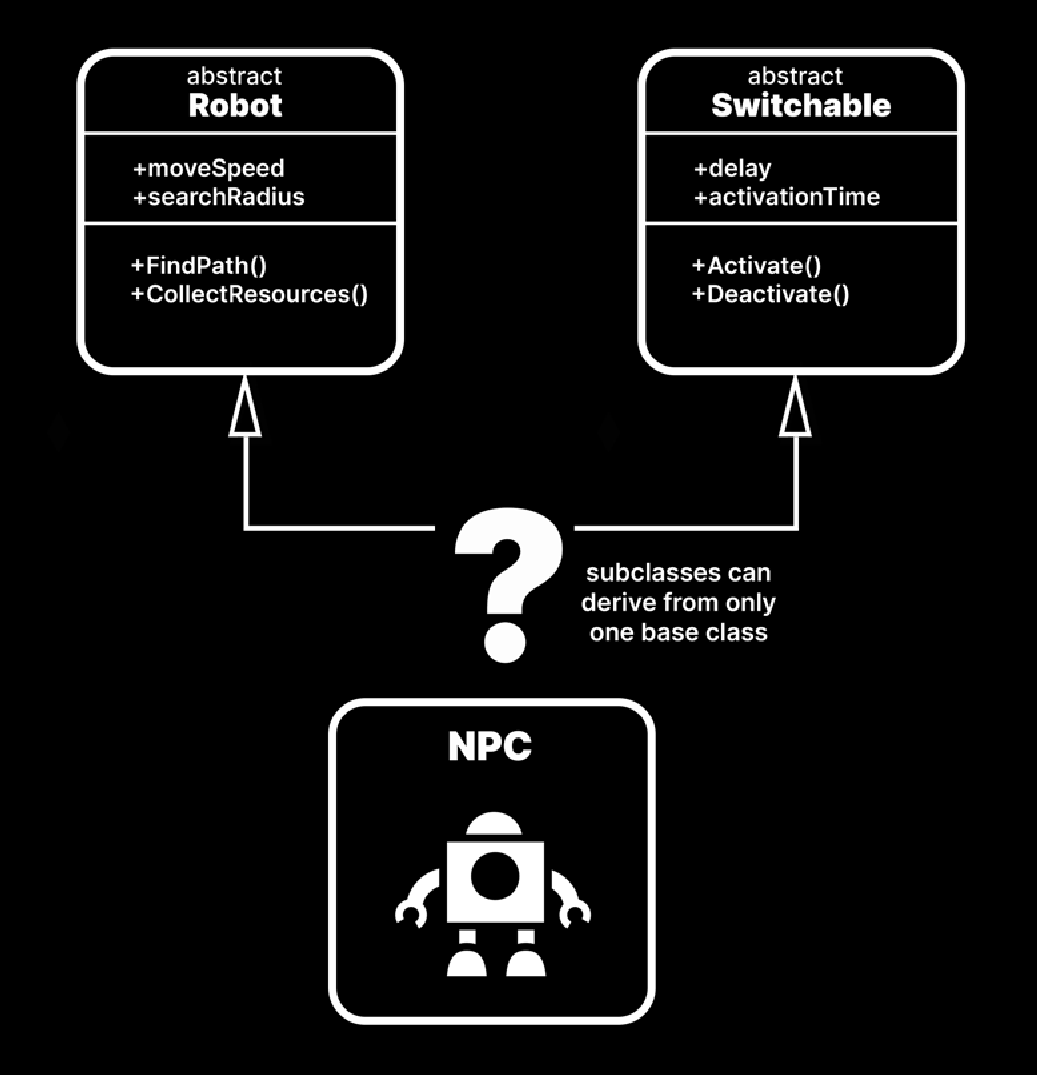 abstract
Robot
+moveSpeed
+searchRadius
+FindPath()
+CollectResources()
abstract
Switchable
+delay
+activationTime
+Activate()
+Deactivate()
?
subclasses can
derive from only
one base class
NPC